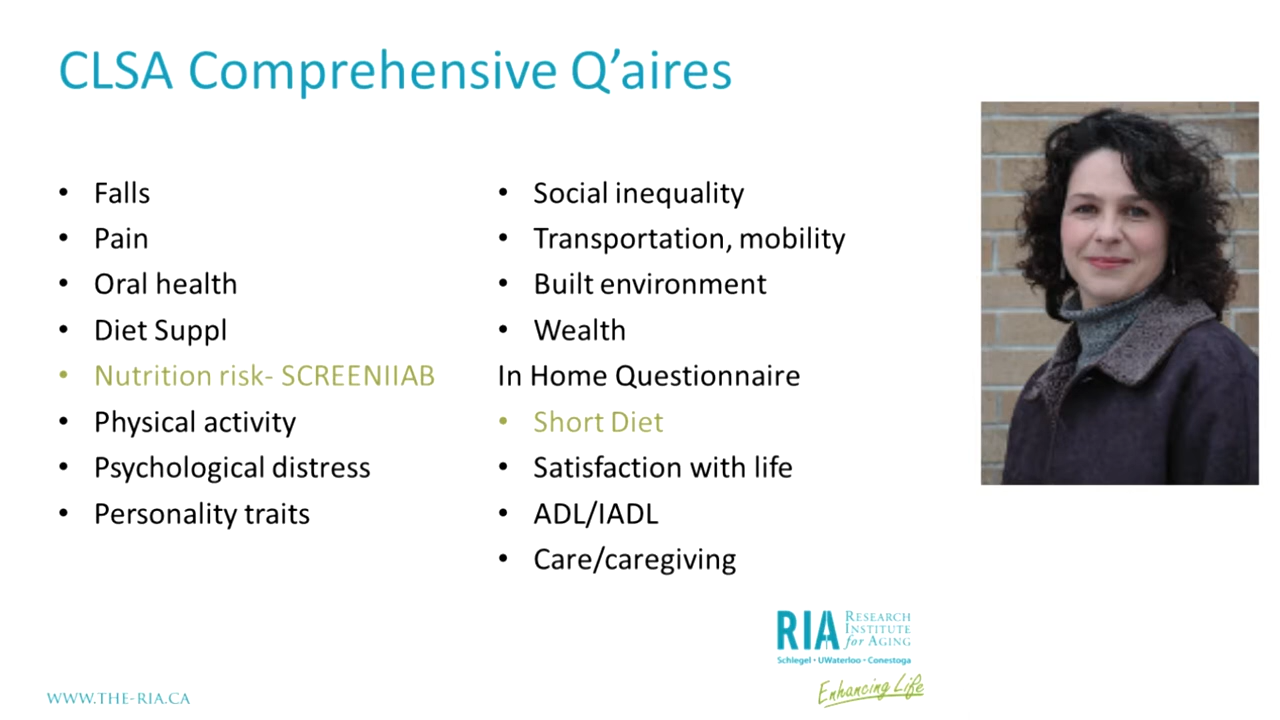 CLSA Comprehensive Q’aires
• Falls
• Pain
• Oral health
• Diet Suppl
• Nutrition risk- SCREENIIAB
• Physical activity
• Psychological distress
• Personality traits
• Social inequality
• Transportation, mobility
• Built environment
• Wealth
In Home Questionnaire
• Short Diet
• Satisfaction with life
• ADL/IADL
• Care/caregiving
RIA
RESEARCH
INSTITUTE
for AGING
Schlegel • UWaterloo • Conestoga
Enhancing Life
WWW.THE-RIA.CA